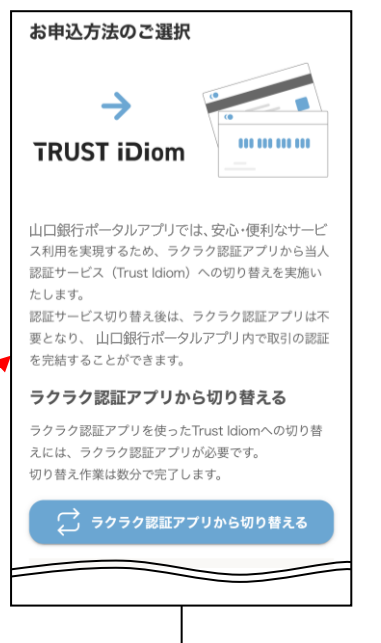 お申込方法のご選択
TRUST iDiom
山口銀行ポータルアプリでは、安心・便利なサービ
ス利用を実現するため、ラクラク認証アプリから当人
認証サービス（Trust Idiom）への切り替えを実施い
たします。
認証サービス切り替え後は、ラクラク認証アプリは不
要となり、 山口銀行ポータルアプリ内で取引の認証
を完結することができます。
ラクラク認証アプリから切り替える
ラクラク認証アプリを使ったTrust Idiomへの切り替
えには、ラクラク認証アプリが必要です。
切り替え作業は数分で完了します。
ラクラク認証アプリから切り替える